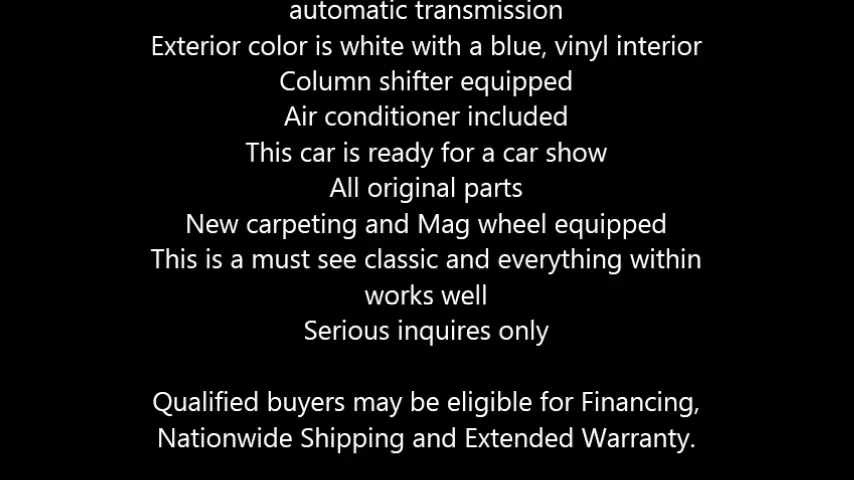 automatic transmission
Exterior color is white with a blue, vinyl interior
Column shifter equipped
Air conditioner included
This car is ready for a car show
All original parts
New carpeting and Mag wheel equipped
This is a must see classic and everything within
works well
Serious inquires only
Qualified buyers may be eligible for Financing,
Nationwide Shipping and Extended Warranty.